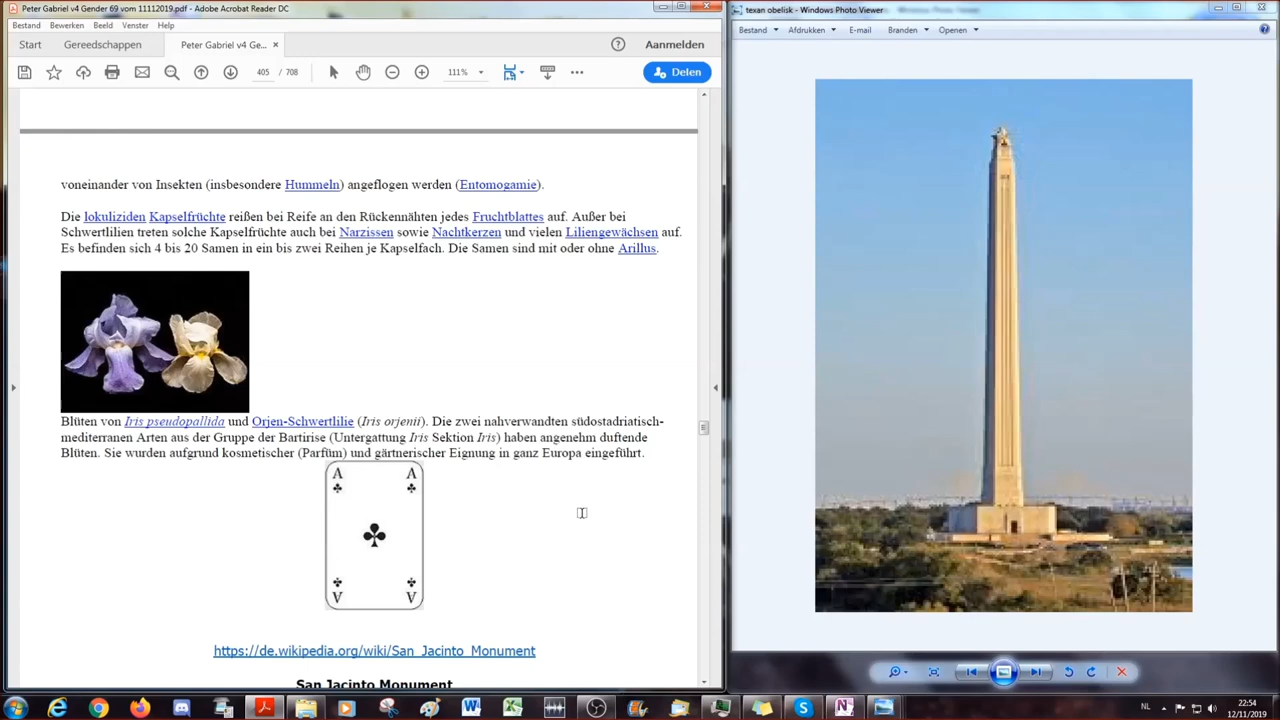 Peter Gabriel v4 Gender 69 vom 11112019.pdf - Adobe Acrobat Reader DC
Bestand Bewerken Beeld Venster Help
Start Gereedschappen Peter Gabriel v4 Ge... × Aanmelden
405 / 708 111% Delen
voneinander von Insekten (insbesondere Hummeln) angeflogen werden (Entomogamie).
Die lokuliziden Kapselfrüchte reißen bei Reife an den Rückennähten jedes Fruchtblattes auf. Außer bei
Schwertlilien treten solche Kapselfrüchte auch bei Narzissen sowie Nachtkerzen und vielen Liliengewächsen auf.
Es befinden sich 4 bis 20 Samen in ein bis zwei Reihen je Kapselfach. Die Samen sind mit oder ohne Arillus.
Blüten von Iris pseudopallida und Orjen-Schwertlilie (Iris orjenii). Die zwei nahverwandten südostadriatisch-
mediterranen Arten aus der Gruppe der Bartirise (Untergattung Iris Sektion Iris) haben angenehm duftende
Blüten. Sie wurden aufgrund kosmetischer (Parfüm) und gärtnerischer Eignung in ganz Europa eingeführt.
A A
A A
https://de.wikipedia.org/wiki/San_Jacinto_Monument
San Jacinto Monument
texan obelisk - Windows Photo Viewer
Bestand Afdrukken E-mail Branden Openen
NL 22:54
12/11/2019